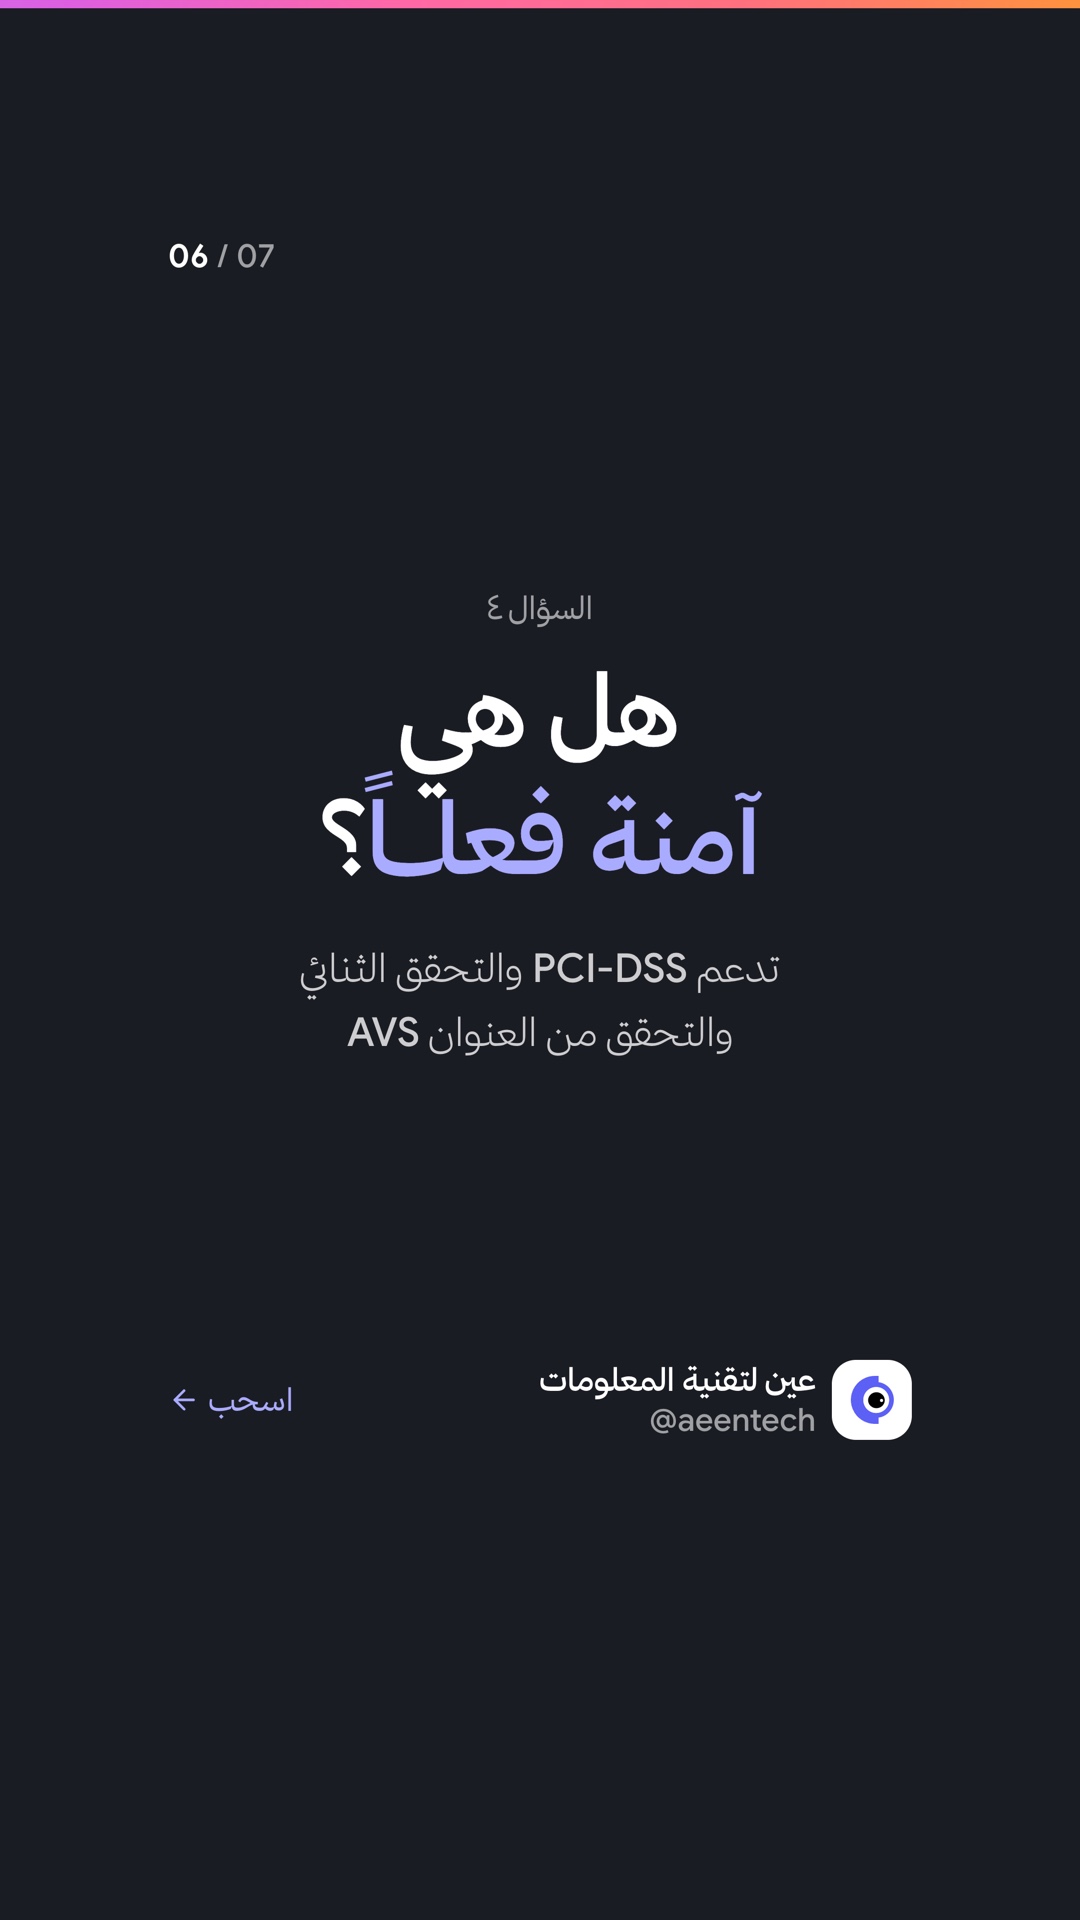 06 / 07
السؤال ٤
هل هي
آمنة فعلاً؟
تدعم PCI-DSS والتحقق الثنائي
والتحقق من العنوان AVS
عين لتقنية المعلومات
@aeentech
اسحب ←